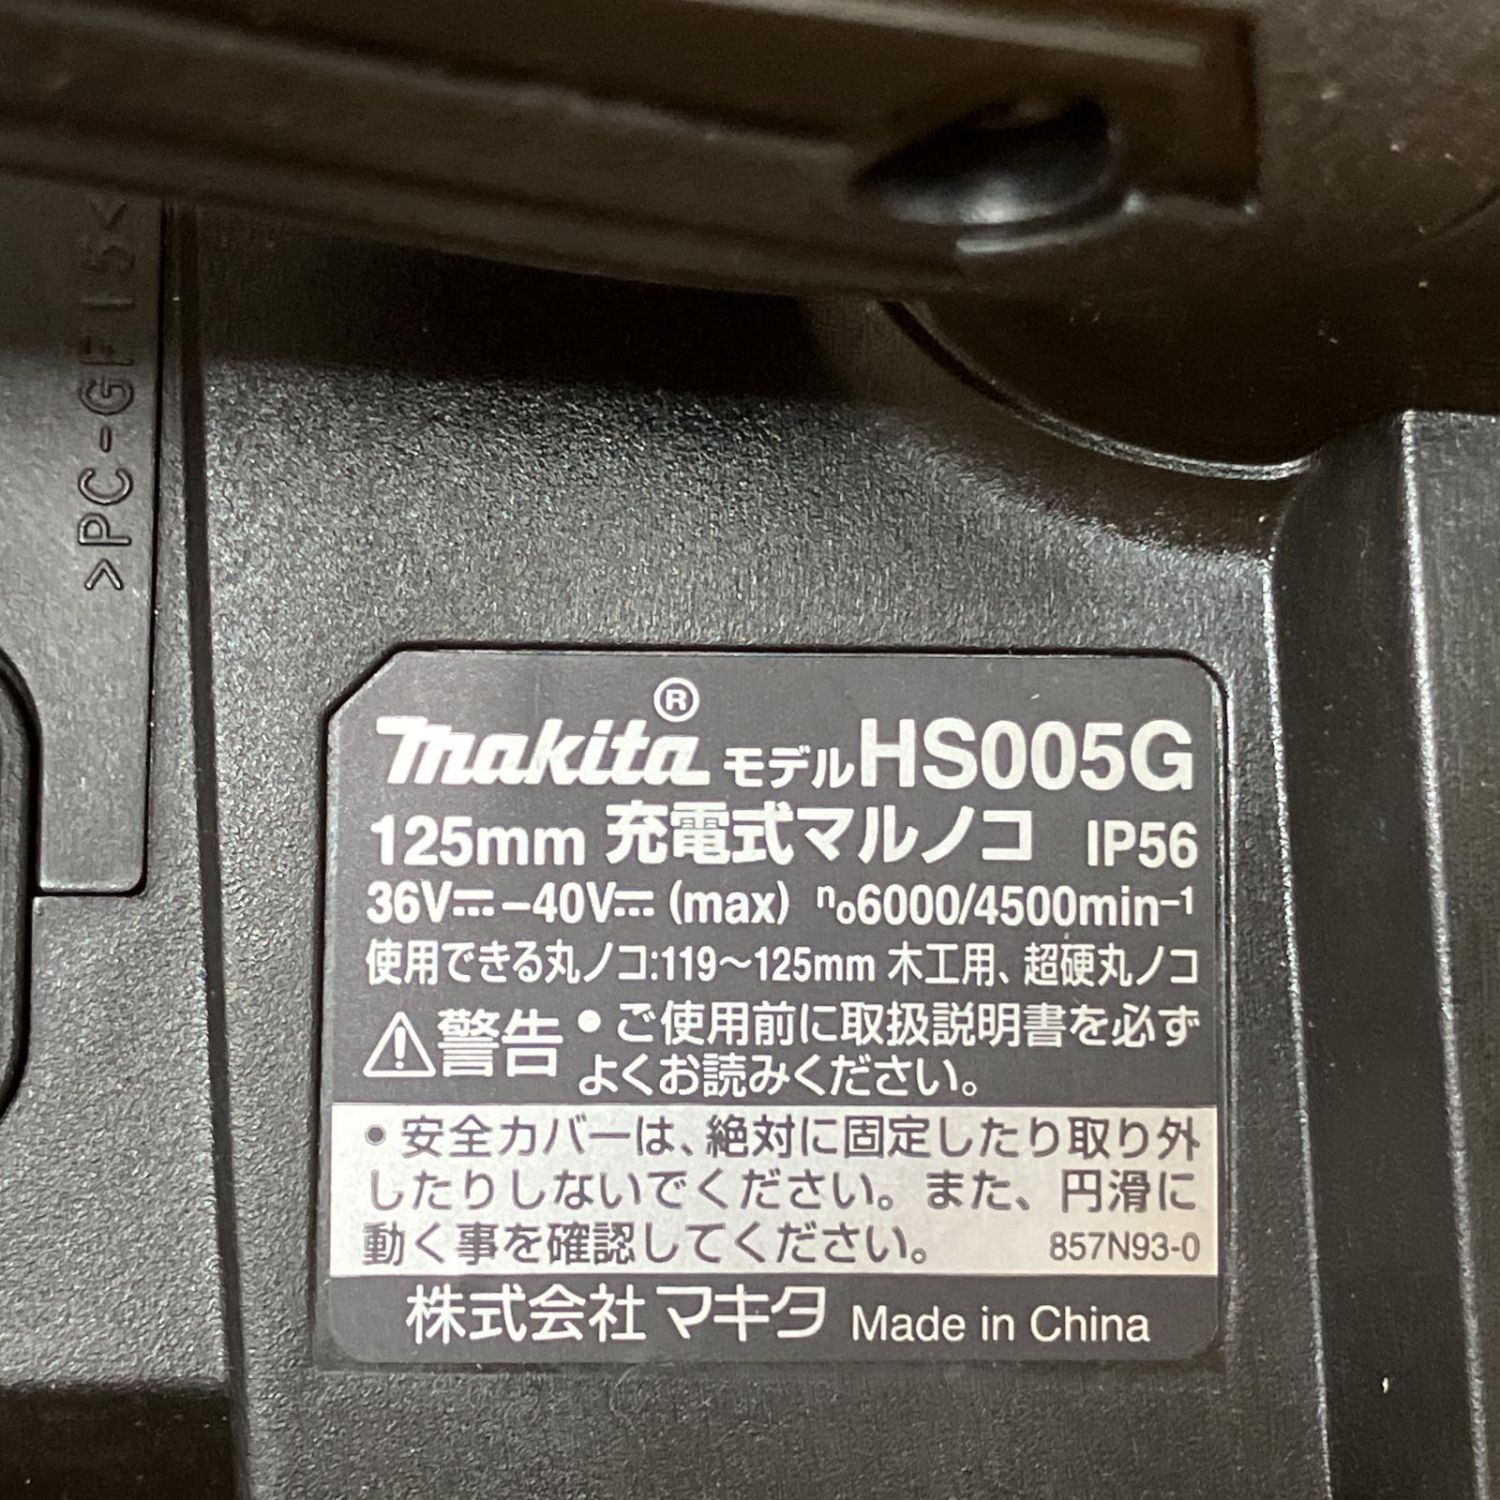 >PC-GF15<
makita® モデルHS005G
125mm 充電式マルノコ IP56
36V⎓-40V⎓(max) n₀6000/4500min⁻¹
使用できる丸ノコ:119～125mm 木工用、超硬丸ノコ
⚠警告 ●ご使用前に取扱説明書を必ず
よくお読みください。
●安全カバーは、絶対に固定したり取り外
したりしないでください。また、円滑に
動く事を確認してください。 857N93-0
株式会社マキタ Made in China